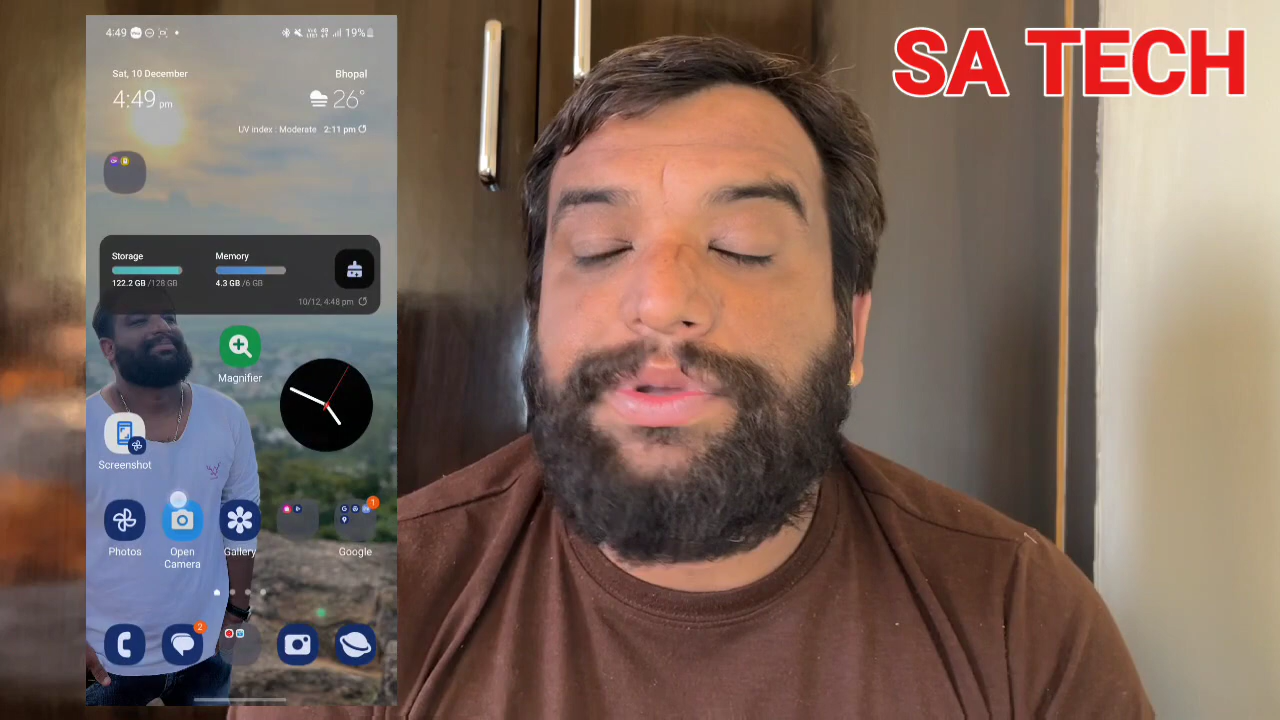 SA TECH
4:49
19%
Sat, 10 December
Bhopal
4:49 pm
26°
UV index : Moderate 2:11 pm
Storage
Memory
122.2 GB /128 GB
4.3 GB /6 GB
10/12, 4:48 pm
Magnifier
Screenshot
1
Photos
Open
Camera
Gallery
Google
2